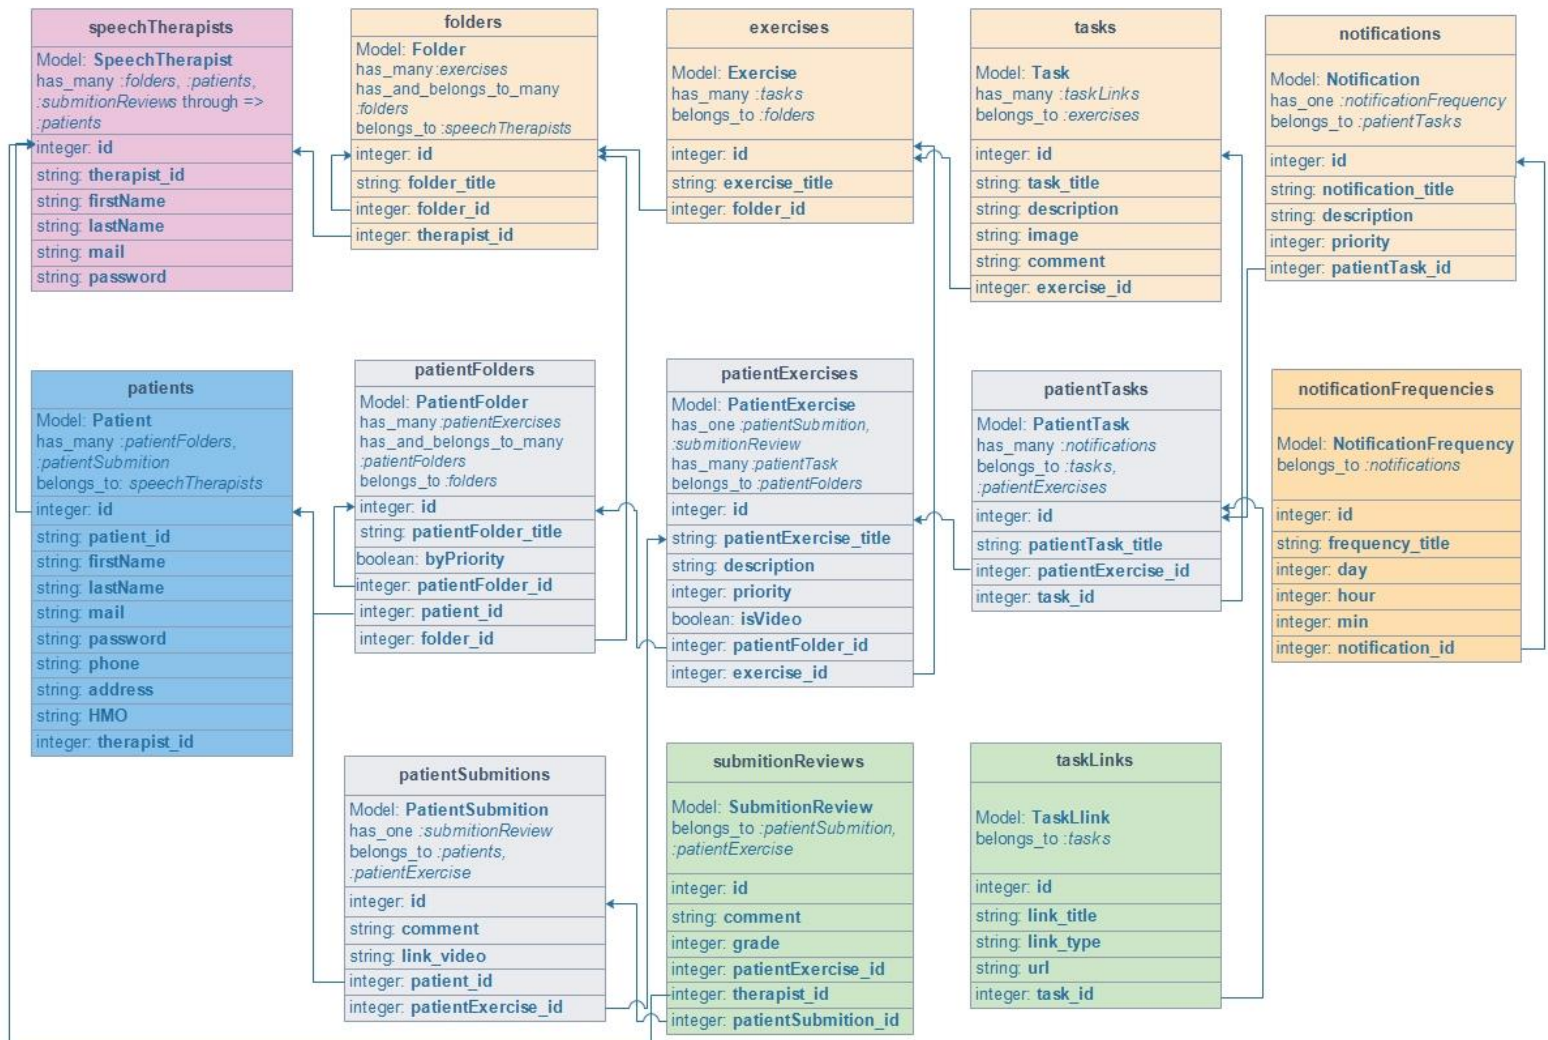 speechTherapists
Model: SpeechTherapist
has_many :folders, :patients,
:submitionReviews through =>
:patients
integer: id
string: therapist_id
string: firstName
string: lastName
string: mail
string: password
folders
Model: Folder
has_many :exercises
has_and_belongs_to_many
:folders
belongs_to :speechTherapists
integer: id
string: folder_title
integer: folder_id
integer: therapist_id
exercises
Model: Exercise
has_many :tasks
belongs_to :folders
integer: id
string: exercise_title
integer: folder_id
tasks
Model: Task
has_many :taskLinks
belongs_to :exercises
integer: id
string: task_title
string: description
string: image
string: comment
integer: exercise_id
notifications
Model: Notification
has_one :notificationFrequency
belongs_to :patientTasks
integer: id
string: notification_title
string: description
integer: priority
integer: patientTask_id
patients
Model: Patient
has_many :patientFolders,
:patientSubmition
belongs_to: speechTherapists
integer: id
string: patient_id
string: firstName
string: lastName
string: mail
string: password
string: phone
string: address
string: HMO
integer: therapist_id
patientFolders
Model: PatientFolder
has_many :patientExercises
has_and_belongs_to_many
:patientFolders
belongs_to :folders
integer: id
string: patientFolder_title
boolean: byPriority
integer: patientFolder_id
integer: patient_id
integer: folder_id
patientExercises
Model: PatientExercise
has_one :patientSubmition,
:submitionReview
has_many :patientTask
belongs_to :patientFolders
integer: id
string: patientExercise_title
string: description
integer: priority
boolean: isVideo
integer: patientFolder_id
integer: exercise_id
patientTasks
Model: PatientTask
has_many :notifications
belongs_to :tasks,
:patientExercises
integer: id
string: patientTask_title
integer: patientExercise_id
integer: task_id
notificationFrequencies
Model: NotificationFrequency
belongs_to :notifications
integer: id
string: frequency_title
integer: day
integer: hour
integer: min
integer: notification_id
patientSubmitions
Model: PatientSubmition
has_one :submitionReview
belongs_to :patients,
:patientExercise
integer: id
string: comment
string: link_video
integer: patient_id
integer: patientExercise_id
submitionReviews
Model: SubmitionReview
belongs_to :patientSubmition,
:patientExercise
integer: id
string: comment
integer: grade
integer: patientExercise_id
integer: therapist_id
integer: patientSubmition_id
taskLinks
Model: TaskLlink
belongs_to :tasks
integer: id
string: link_title
string: link_type
string: url
integer: task_id